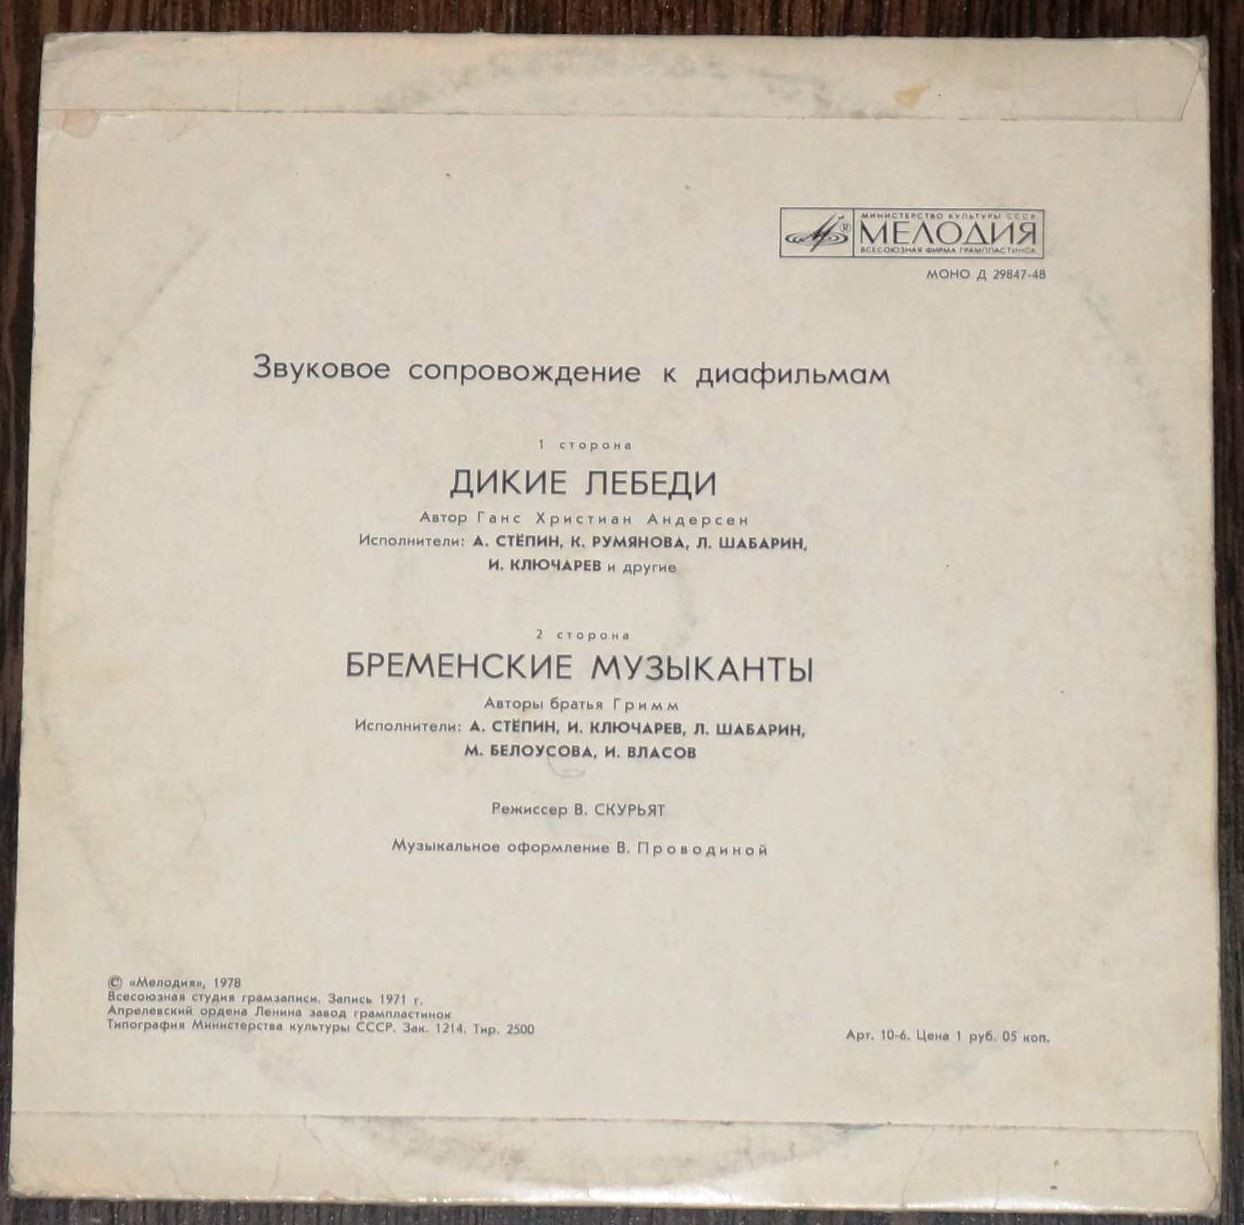 МИНИСТЕРСТВО КУЛЬТУРЫ СССР
МЕЛОДИЯ
ВСЕСОЮЗНАЯ ФИРМА ГРАМПЛАСТИНОК
МОНО Д 29847-48
Звуковое сопровождение к диафильмам
1 сторона
ДИКИЕ ЛЕБЕДИ
Автор Ганс Христиан Андерсен
Исполнители: А. СТЁПИН, К. РУМЯНОВА, Л. ШАБАРИН,
И. КЛЮЧАРЕВ и другие
2 сторона
БРЕМЕНСКИЕ МУЗЫКАНТЫ
Авторы братья Гримм
Исполнители: А. СТЁПИН, И. КЛЮЧАРЕВ, Л. ШАБАРИН,
М. БЕЛОУСОВА, И. ВЛАСОВ
Режиссер В. СКУРЬЯТ
Музыкальное оформление В. Проводиной
© «Мелодия», 1978
Всесоюзная студия грамзаписи. Запись 1971 г.
Апрелевский ордена Ленина завод грампластинок
Типография Министерства культуры СССР. Зак. 1214. Тир. 2500
Арт. 10-6. Цена 1 руб. 05 коп.